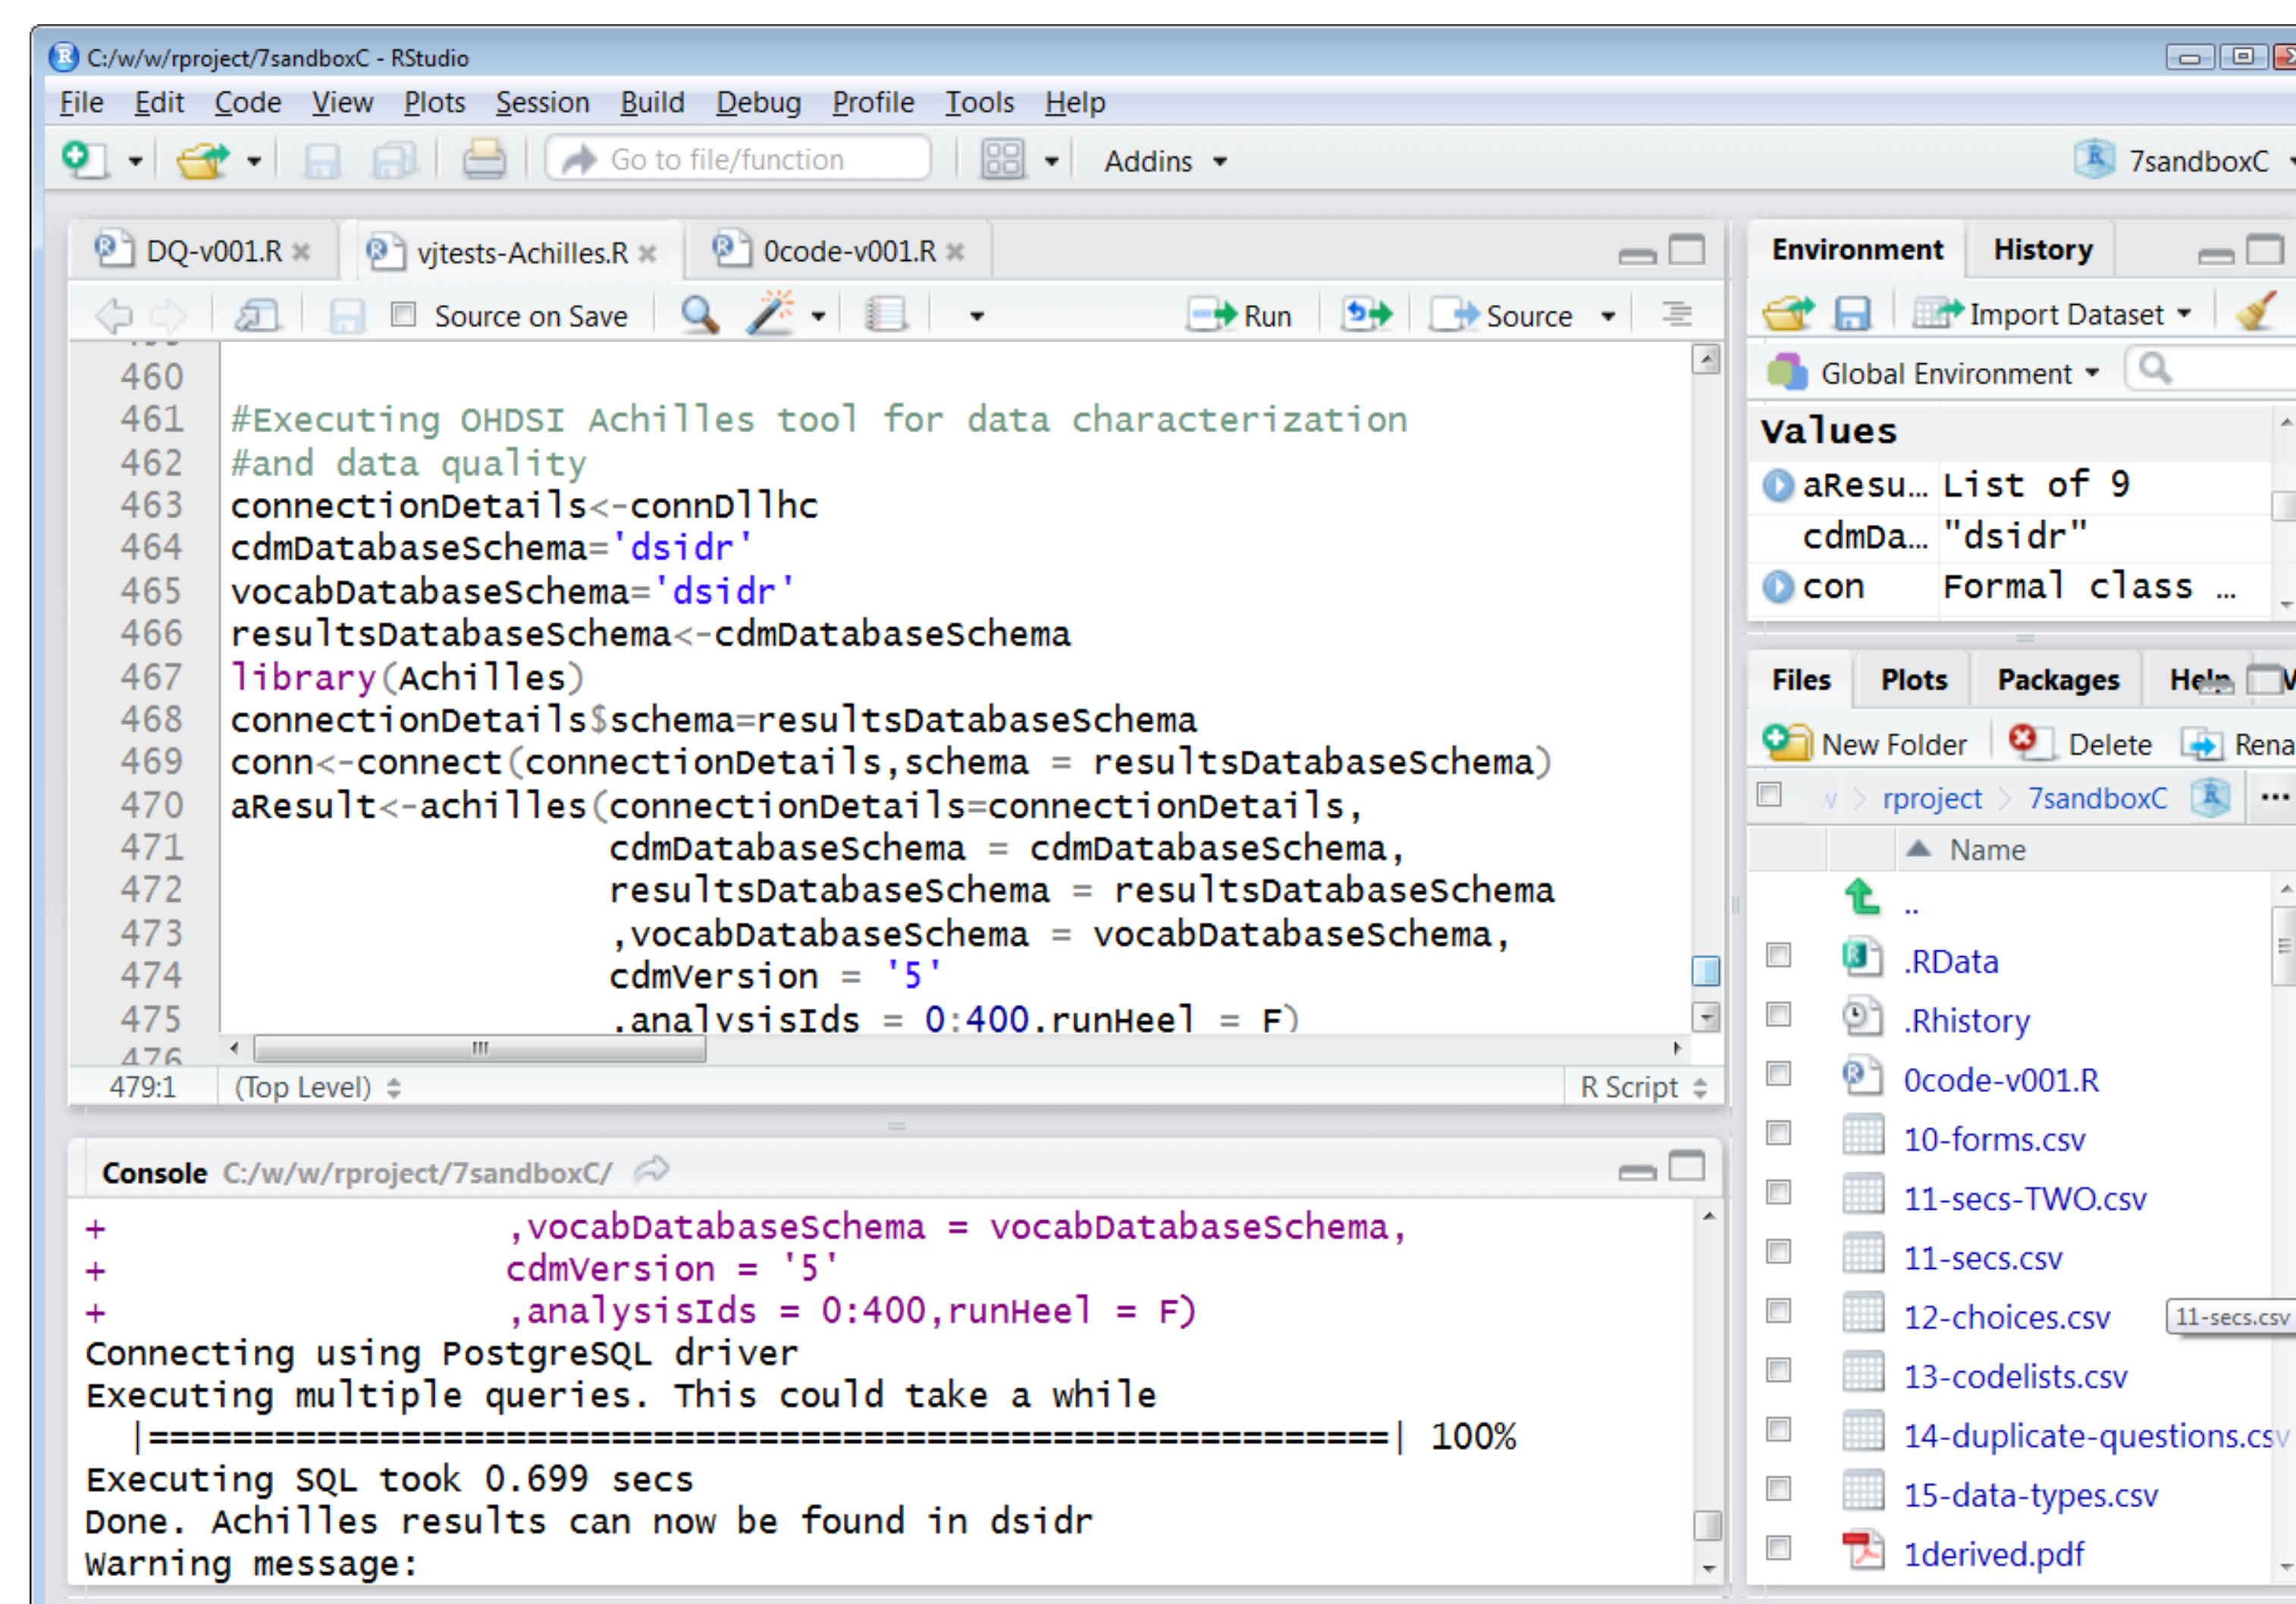 C:/w/w/rproject/7sandboxC - RStudio
File Edit Code View Plots Session Build Debug Profile Tools Help
Go to file/function Addins 7sandboxC
DQ-v001.R vjtests-Achilles.R 0code-v001.R
Source on Save Run Source
460
461 #Executing OHDSI Achilles tool for data characterization
462 #and data quality
463 connectionDetails<-connDllhc
464 cdmDatabaseSchema='dsidr'
465 vocabDatabaseSchema='dsidr'
466 resultsDatabaseSchema<-cdmDatabaseSchema
467 library(Achilles)
468 connectionDetails$schema=resultsDatabaseSchema
469 conn<-connect(connectionDetails,schema = resultsDatabaseSchema)
470 aResult<-achilles(connectionDetails=connectionDetails,
471 cdmDatabaseSchema = cdmDatabaseSchema,
472 resultsDatabaseSchema = resultsDatabaseSchema
473 ,vocabDatabaseSchema = vocabDatabaseSchema,
474 cdmVersion = '5'
475 ,analysisIds = 0:400,runHeel = F)
476
479:1 (Top Level) R Script
Console C:/w/w/rproject/7sandboxC/
+ ,vocabDatabaseSchema = vocabDatabaseSchema,
+ cdmVersion = '5'
+ ,analysisIds = 0:400,runHeel = F)
Connecting using PostgreSQL driver
Executing multiple queries. This could take a while
|===========================================================| 100%
Executing SQL took 0.699 secs
Done. Achilles results can now be found in dsidr
Warning message:
Environment History
Import Dataset
Global Environment
Values
aResu… List of 9
cdmDa… "dsidr"
con Formal class …
Files Plots Packages Help
New Folder Delete Rena
w > rproject > 7sandboxC ...
Name
..
.RData
.Rhistory
0code-v001.R
10-forms.csv
11-secs-TWO.csv
11-secs.csv
12-choices.csv 11-secs.csv
13-codelists.csv
14-duplicate-questions.csv
15-data-types.csv
1derived.pdf